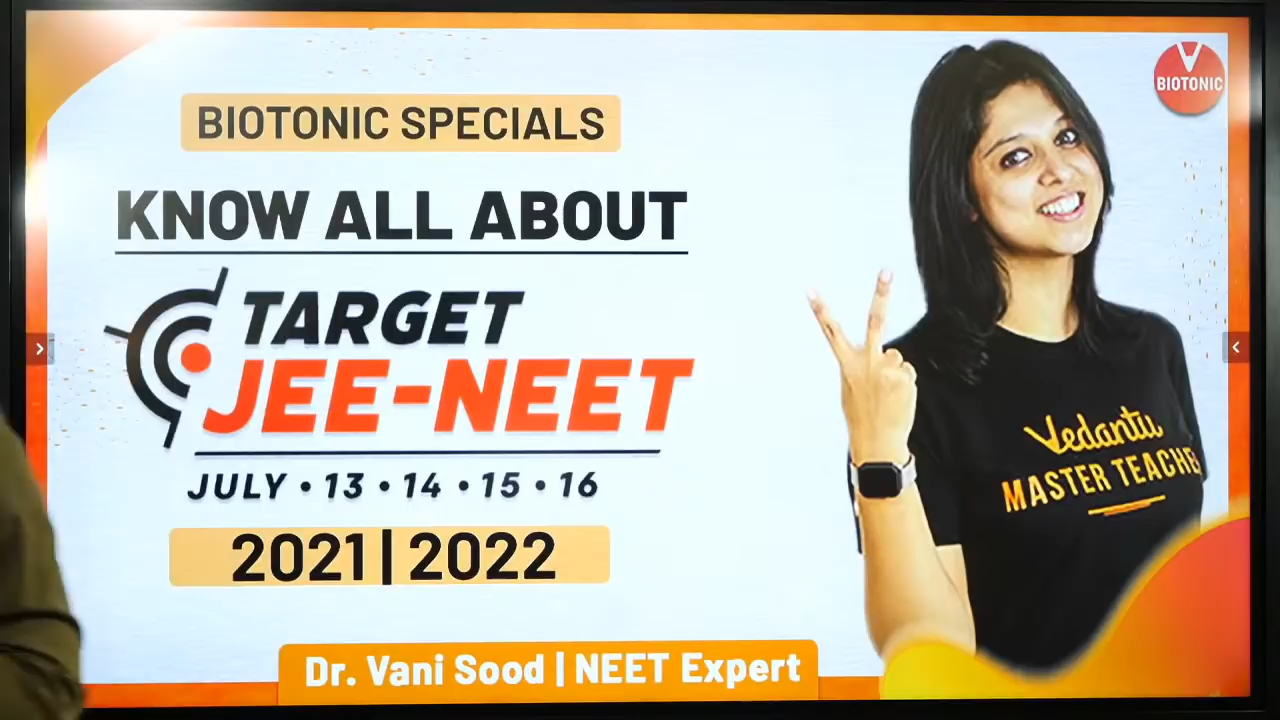 BIOTONIC SPECIALS
KNOW ALL ABOUT
TARGET
JEE-NEET
JULY • 13 • 14 • 15 • 16
2021 | 2022
Dr. Vani Sood | NEET Expert
V
BIOTONIC
Vedantu
MASTER TEACHE